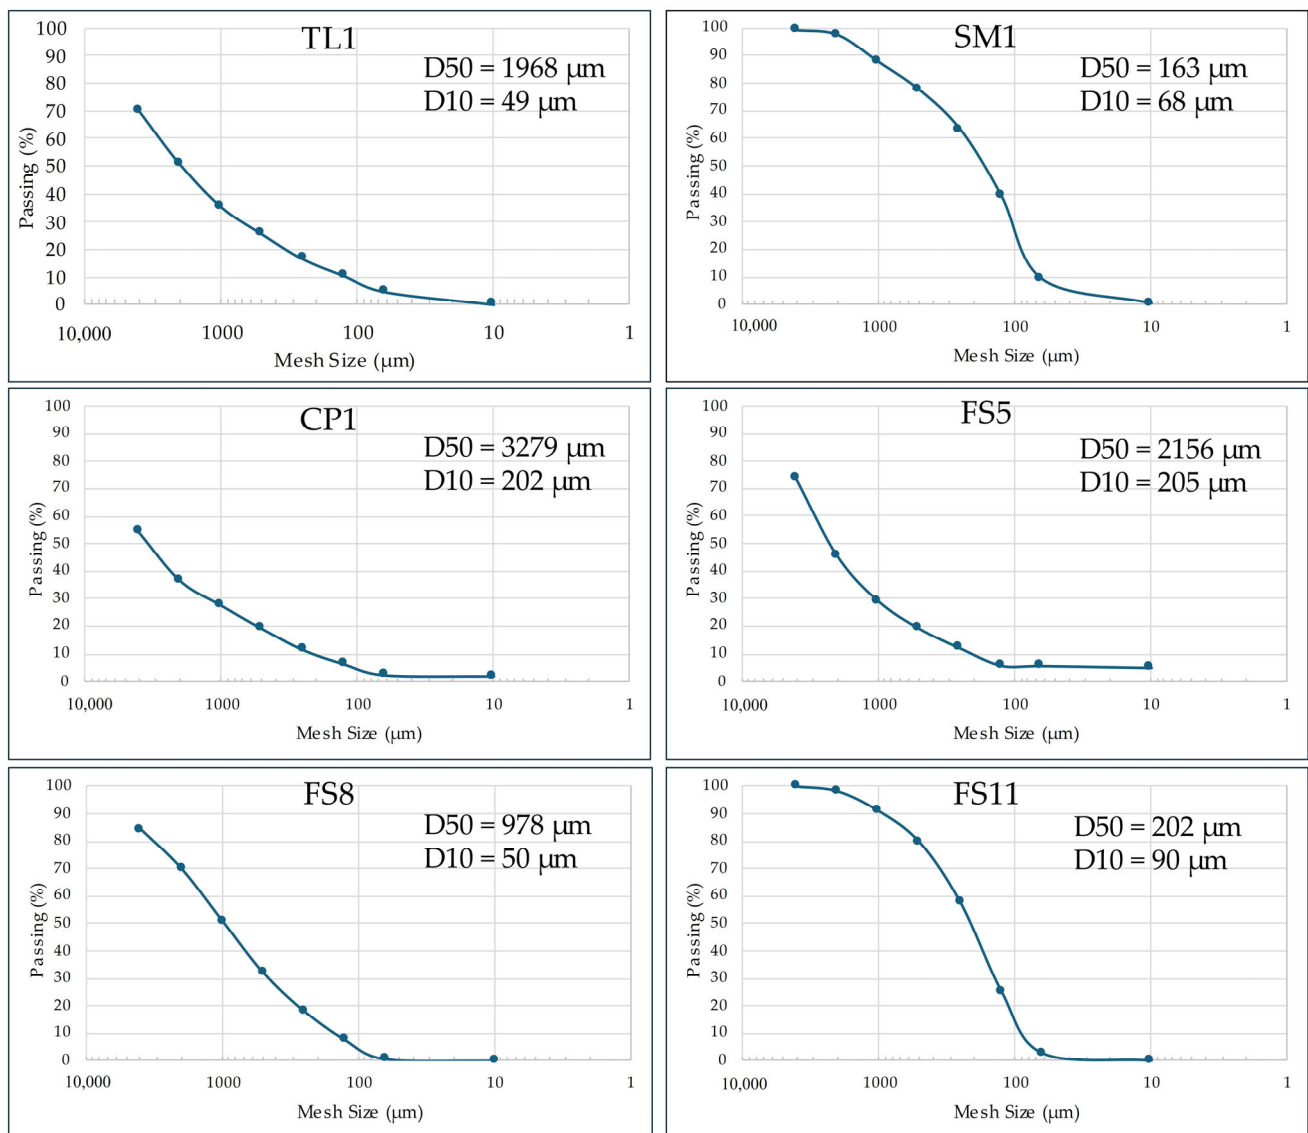 TL1
D50 = 1968 µm
D10 = 49 µm
100
90
80
70
60
50
40
30
20
10
0
Passing (%)
10,000 1000 100 10 1
Mesh Size (µm)
SM1
D50 = 163 µm
D10 = 68 µm
100
90
80
70
60
50
40
30
20
10
0
Passing (%)
10,000 1000 100 10 1
Mesh Size (µm)
CP1
D50 = 3279 µm
D10 = 202 µm
100
90
80
70
60
50
40
30
20
10
0
Passing (%)
10,000 1000 100 10 1
Mesh Size (µm)
FS5
D50 = 2156 µm
D10 = 205 µm
100
90
80
70
60
50
40
30
20
10
0
Passing (%)
10,000 1000 100 10 1
Mesh Size (µm)
FS8
D50 = 978 µm
D10 = 50 µm
100
90
80
70
60
50
40
30
20
10
0
Passing (%)
10,000 1000 100 10 1
Mesh Size (µm)
FS11
D50 = 202 µm
D10 = 90 µm
100
90
80
70
60
50
40
30
20
10
0
Passing (%)
10,000 1000 100 10 1
Mesh Size (µm)